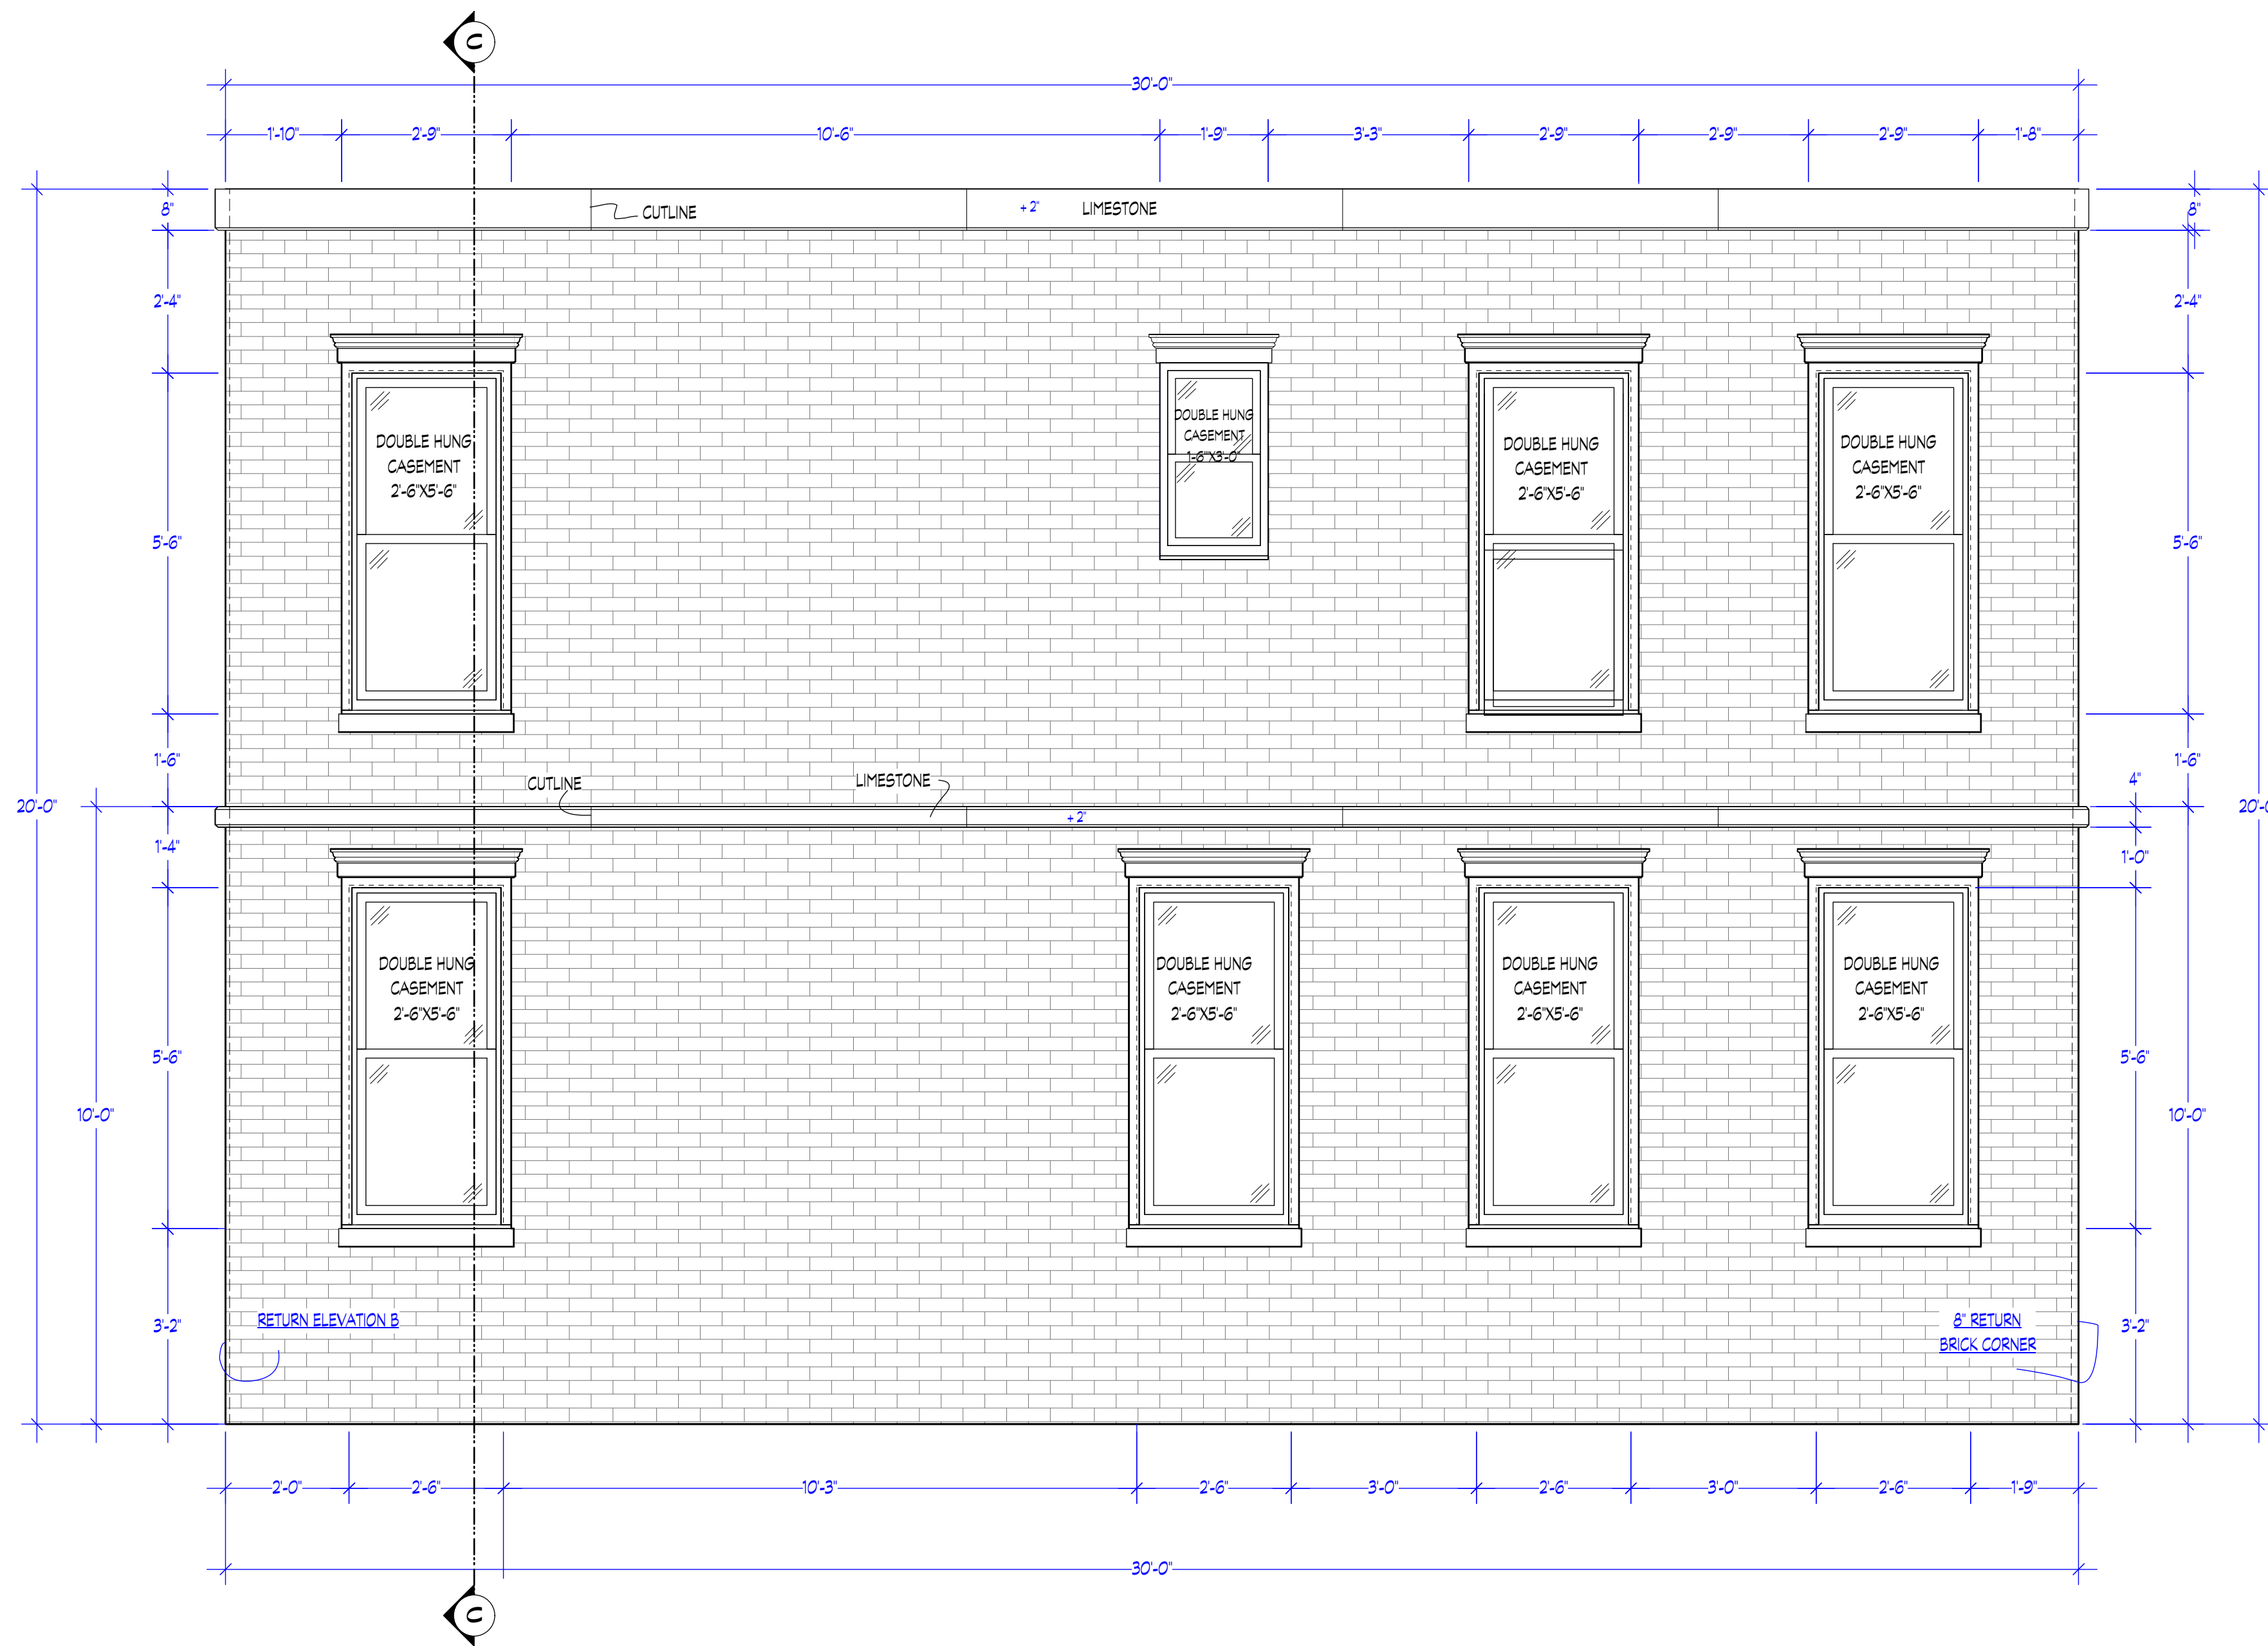 C
30'-0"
1'-10" 2'-9" 10'-6" 1'-9" 3'-3" 2'-9" 2'-9" 2'-9" 1'-8"
8" CUTLINE + 2" LIMESTONE 8"
2'-4" 2'-4"
DOUBLE HUNG
CASEMENT
2'-6"X5'-6"
DOUBLE HUNG
CASEMENT
1-6"X3'-0"
DOUBLE HUNG
CASEMENT
2'-6"X5'-6"
DOUBLE HUNG
CASEMENT
2'-6"X5'-6"
5'-6" 5'-6"
1'-6" 1'-6"
CUTLINE LIMESTONE 4"
20'-0" 20'-0
+ 2"
1'-4" 1'-0"
DOUBLE HUNG
CASEMENT
2'-6"X5'-6"
DOUBLE HUNG
CASEMENT
2'-6"X5'-6"
DOUBLE HUNG
CASEMENT
2'-6"X5'-6"
DOUBLE HUNG
CASEMENT
2'-6"X5'-6"
5'-6" 5'-6"
10'-0" 10'-0"
RETURN ELEVATION B
8" RETURN
BRICK CORNER
3'-2" 3'-2"
2'-0" 2'-6" 10'-3" 2'-6" 3'-0" 2'-6" 3'-0" 2'-6" 1'-9"
30'-0"
C